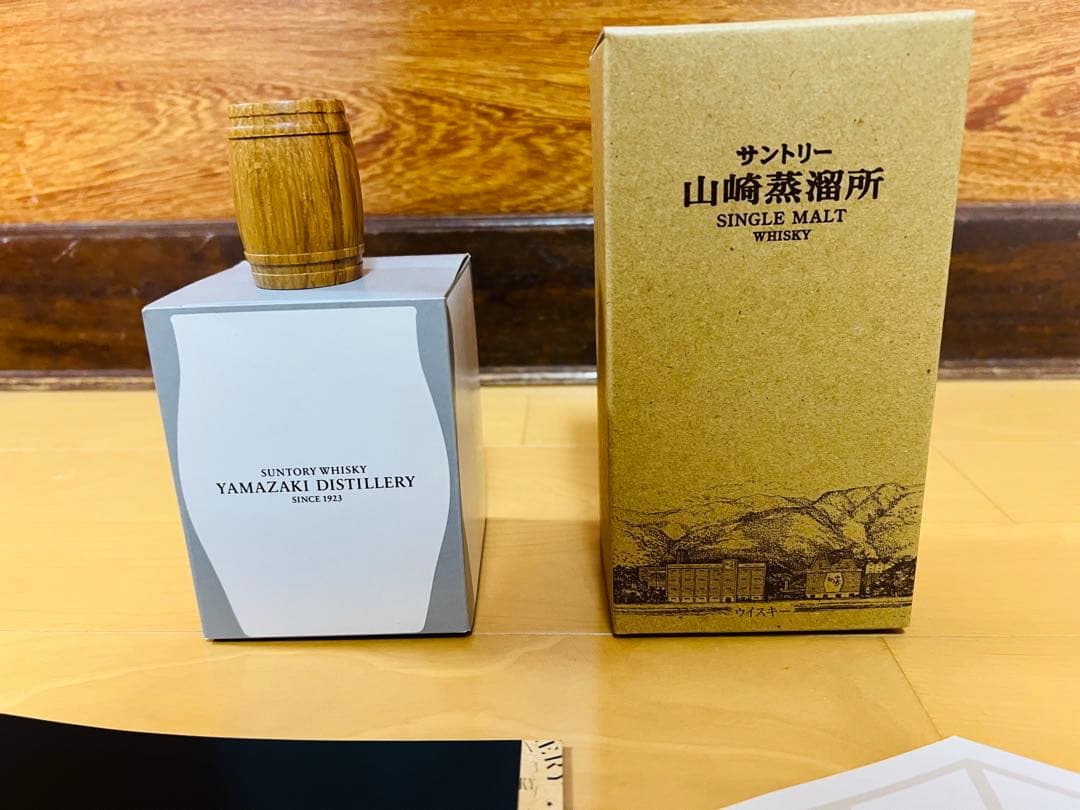 SUNTORY WHISKY
YAMAZAKI DISTILLERY
SINCE 1923
サントリー
山崎蒸溜所
SINGLE MALT
WHISKY
ウイスキー